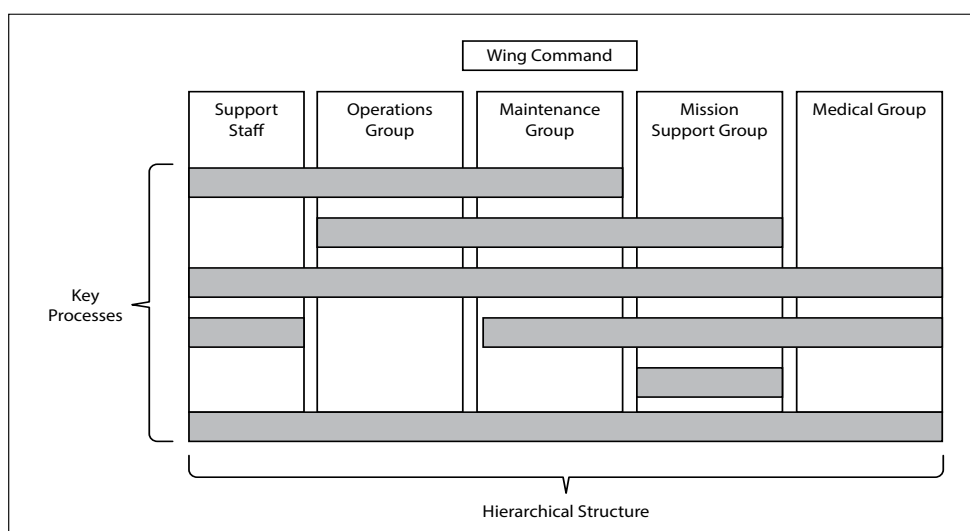 Wing Command
Support
Staff
Operations
Group
Maintenance
Group
Mission
Support Group
Medical Group
Key
Processes
Hierarchical Structure